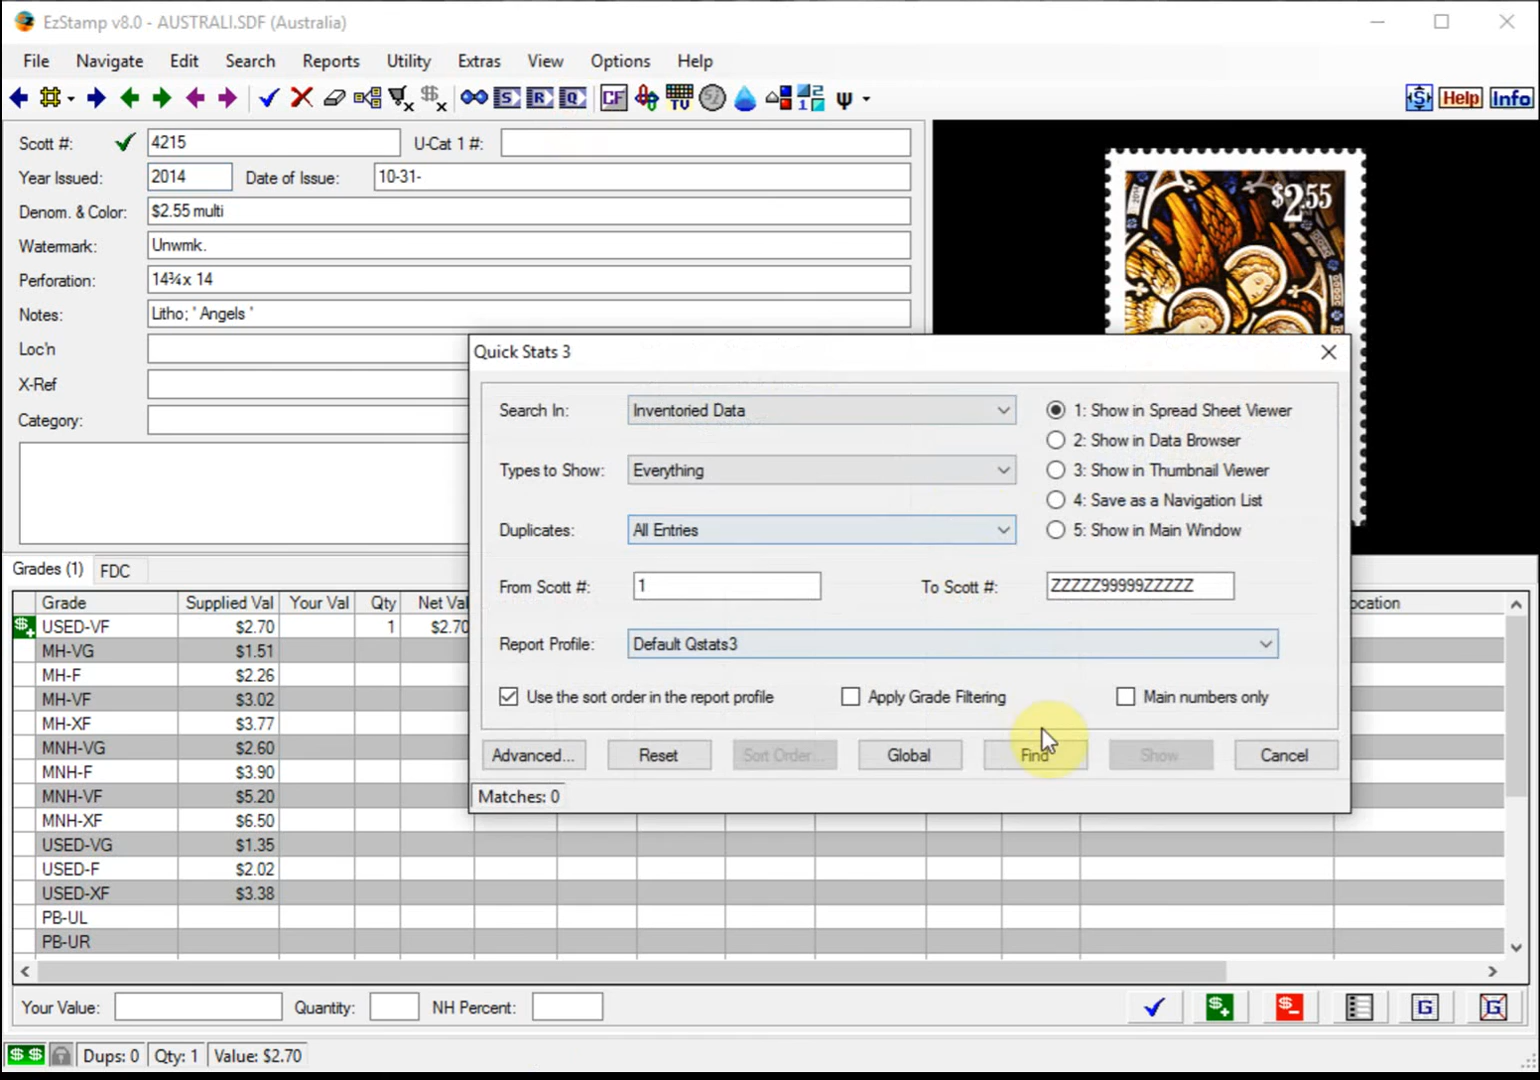 EzStamp v8.0 - AUSTRALI.SDF (Australia)
File Navigate Edit Search Reports Utility Extras View Options Help
S R Q CF TV 1 2 Ψ $ Help Info
Scott #: 4215 U-Cat 1 #:
Year Issued: 2014 Date of Issue: 10-31-
Denom. & Color: $2.55 multi
Watermark: Unwmk.
Perforation: 14¾x 14
Notes: Litho; ' Angels '
Loc'n
X-Ref
Category:
$2.55
Quick Stats 3
Search In: Inventoried Data
1: Show in Spread Sheet Viewer
2: Show in Data Browser
Types to Show: Everything
3: Show in Thumbnail Viewer
4: Save as a Navigation List
Duplicates: All Entries
5: Show in Main Window
From Scott #: 1 To Scott #: ZZZZZ99999ZZZZZ
Report Profile: Default Qstats3
Use the sort order in the report profile Apply Grade Filtering Main numbers only
Advanced... Reset Sort Order... Global Find Show Cancel
Matches: 0
Grades (1) FDC
Grade Supplied Val Your Val Qty Net Val ocation
USED-VF $2.70 1 $2.70
MH-VG $1.51
MH-F $2.26
MH-VF $3.02
MH-XF $3.77
MNH-VG $2.60
MNH-F $3.90
MNH-VF $5.20
MNH-XF $6.50
USED-VG $1.35
USED-F $2.02
USED-XF $3.38
PB-UL
PB-UR
Your Value: Quantity: NH Percent: $+ $- G G
$ $ Dups: 0 Qty: 1 Value: $2.70